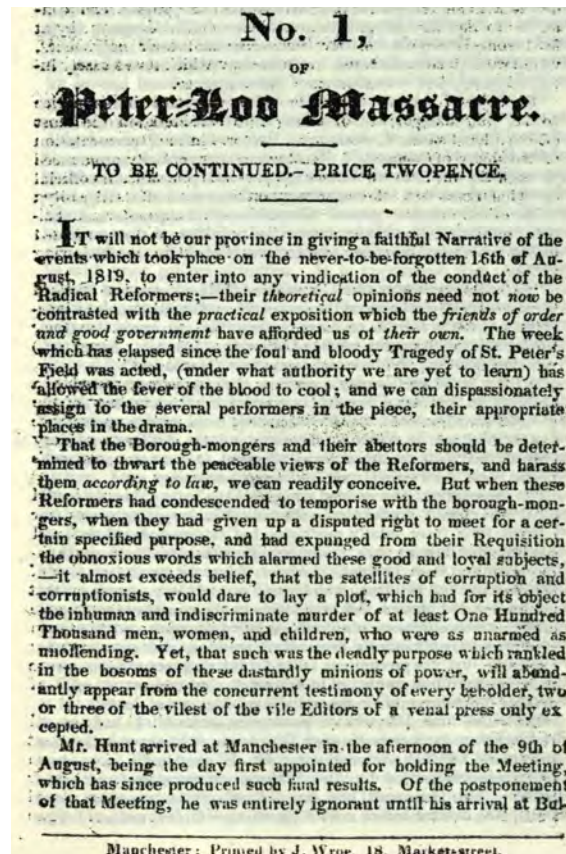 No. 1,
OF
Peter-Loo Massacre.
TO BE CONTINUED.- PRICE TWOPENCE.
IT will not be our province in giving a faithful Narrative of the
events which took place on the never-to-be-forgotten 16th of Au-
gust, 1819, to enter into any vindication of the conduct of the
Radical Reformers;—their theoretical opinions need not now be
contrasted with the practical exposition which the friends of order
and good governmemt have afforded us of their own. The week
which has elapsed since the foul and bloody Tragedy of St. Peter's
Field was acted, (under what authority we are yet to learn) has
allowed the fever of the blood to cool; and we can dispassionately
assign to the several performers in the piece, their appropriate
places in the drama.
That the Borough-mongers and their abettors should be deter-
mined to thwart the peaceable views of the Reformers, and harass
them according to law, we can readily conceive. But when these
Reformers had condescended to temporise with the borough-mon-
gers, when they had given up a disputed right to meet for a cer-
tain specified purpose, and had expunged from their Requisition
the obnoxious words which alarmed these good and loyal subjects,
—it almost exceeds belief, that the satellites of corruption and
corruptionists, would dare to lay a plot, which had for its object
the inhuman and indiscriminate murder of at least One Hundred
Thousand men, women, and children, who were as unarmed as
unoffending. Yet, that such was the deadly purpose which rankled
in the bosoms of these dastardly minions of power, will abund-
antly appear from the concurrent testimony of every beholder, two
or three of the vilest of the vile Editors of a venal press only ex
cepted.
Mr. Hunt arrived at Manchester in the afternoon of the 9th of
August, being the day first appointed for holding the Meeting,
which has since produced such fatal results. Of the postponement
of that Meeting, he was entirely ignorant until his arrival at Bul-
Manchester: Printed by J. Wroe, 18, Market-street.